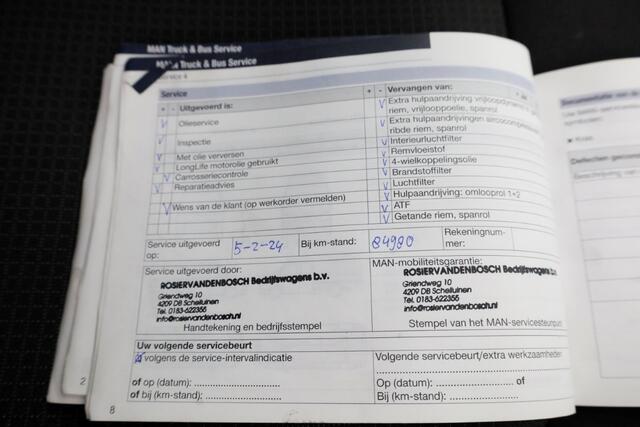 MAN Truck & Bus Service
Truck & Bus Service
Service 4
Service
+ - Uitgevoerd is:
Olieservice
Inspectie
Met olie verversen
LongLife motorolie gebruikt
Carrosseriecontrole
Reparatieadvies
Wens van de klant (op werkorder vermelden)
+ - Vervangen van:
Extra hulpaandrijving
riem, vrijlooppoelie, spanrol
Extra hulpaandrijvingen
ribde riem, spanrol
Interieurluchtfilter
Remvloeistof
4-wielkoppelingsolie
Brandstoffilter
Luchtfilter
Hulpaandrijving: omlooprol 1+2
ATF
Getande riem, spanrol
Service uitgevoerd op: 5-2-24 Bij km-stand: 84980 Rekeningnummer:
Service uitgevoerd door:
ROSIERVANDENBOSCH Bedrijfswagens b.v.
Griendweg 10
4209 DB Schelluinen
Tel. 0183-622355
info@rosiervandenbosch.nl
Handtekening en bedrijfsstempel
MAN-mobiliteitsgarantie:
ROSIERVANDENBOSCH Bedrijfswagens b.v.
Griendweg 10
4209 DB Schelluinen
Tel. 0183-622355
info@rosiervandenbosch.nl
Stempel van het MAN-servicesteunpunt
Uw volgende servicebeurt
volgens de service-intervalindicatie
of op (datum):
of bij (km-stand):
Volgende servicebeurt/extra werkzaamheden
Op (datum): of
Bij (km-stand):
2
8